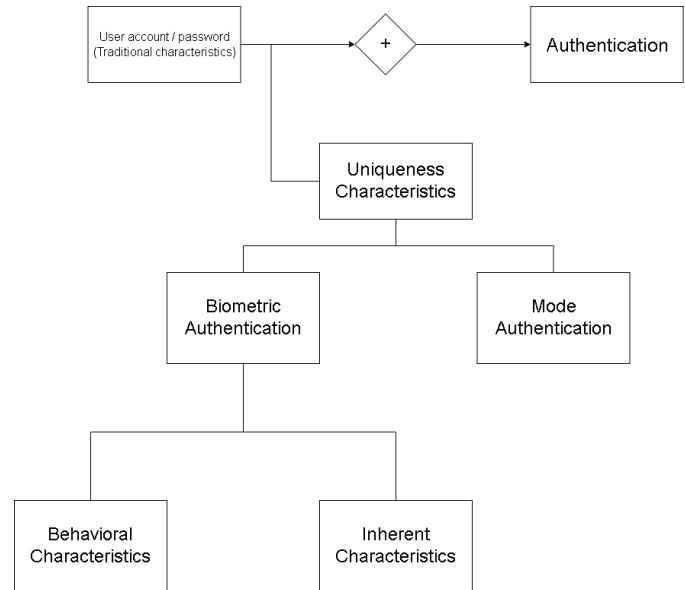 User account / password
(Traditional characteristics)
+
Authentication
Uniqueness
Characteristics
Biometric
Authentication
Mode
Authentication
Behavioral
Characteristics
Inherent
Characteristics